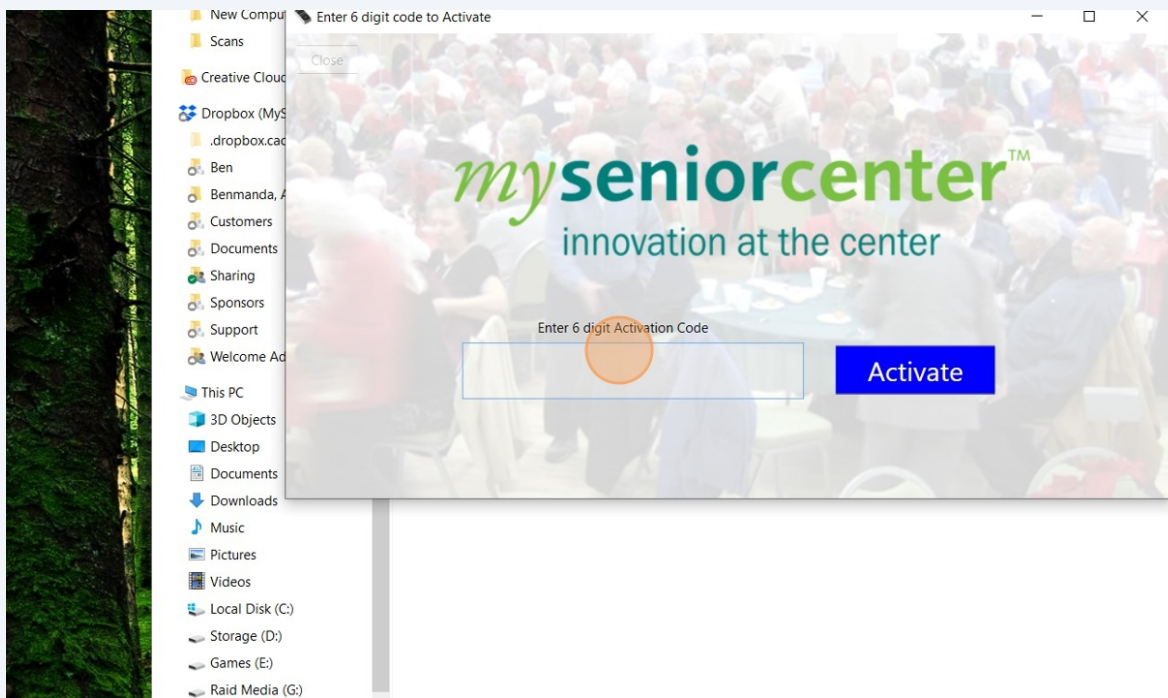 New Compu
Enter 6 digit code to Activate
Scans
Close
Creative Cloud
Dropbox (MyS
.dropbox.cac
Ben
Benmanda, A
Customers
Documents
Sharing
Sponsors
Support
Welcome Ad
This PC
3D Objects
Desktop
Documents
Downloads
Music
Pictures
Videos
Local Disk (C:)
Storage (D:)
Games (E:)
Raid Media (G:)
myseniorcenter™
innovation at the center
Enter 6 digit Activation Code
Activate